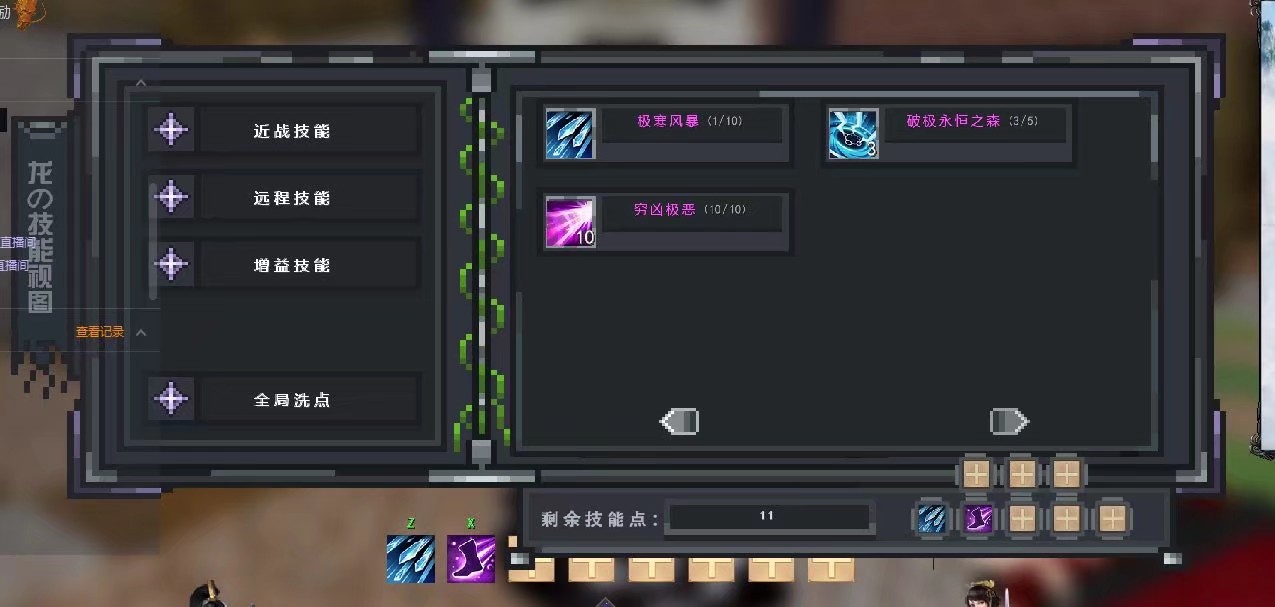 励
龙の技能视图
直播间
直播间
查看记录
近战技能
远程技能
增益技能
全局洗点
极寒风暴 (1/10)
破极永恒之森 (3/5)
3
穷凶极恶 (10/10)
10
剩余技能点： 11
Z
X